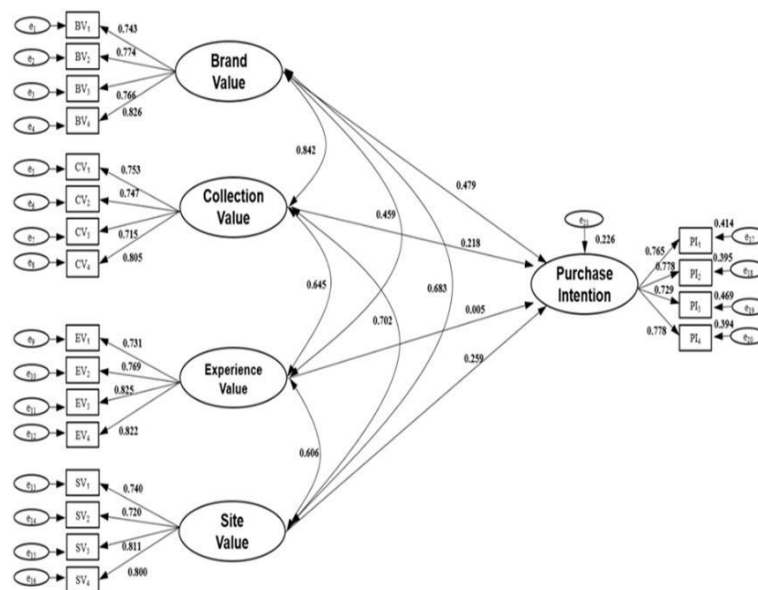 e₁ BV₁ 0.743
e₂ BV₂ 0.774
e₃ BV₃ 0.766
e₄ BV₄ 0.826
Brand
Value
e₅ CV₁ 0.753
e₆ CV₂ 0.747
e₇ CV₃ 0.715
e₈ CV₄ 0.805
Collection
Value
e₉ EV₁ 0.731
e₁₀ EV₂ 0.769
e₁₁ EV₃ 0.825
e₁₂ EV₄ 0.822
Experience
Value
e₁₃ SV₁ 0.740
e₁₄ SV₂ 0.720
e₁₅ SV₃ 0.811
e₁₆ SV₄ 0.800
Site
Value
0.842
0.459
0.645
0.683
0.702
0.606
0.479
0.218
0.005
0.259
e₂₁
0.226
Purchase
Intention
0.765 PI₁ 0.414 e₁₇
0.778 PI₂ 0.395 e₁₈
0.729 PI₃ 0.469 e₁₉
0.778 PI₄ 0.394 e₂₀